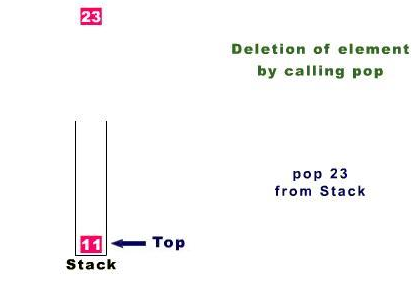 23
Deletion of element
by calling pop
pop 23
from Stack
11
Top
Stack